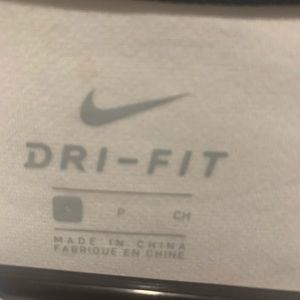 DRI-FIT
P CH
MADE IN CHINA
FABRIQUÉ EN CHINE